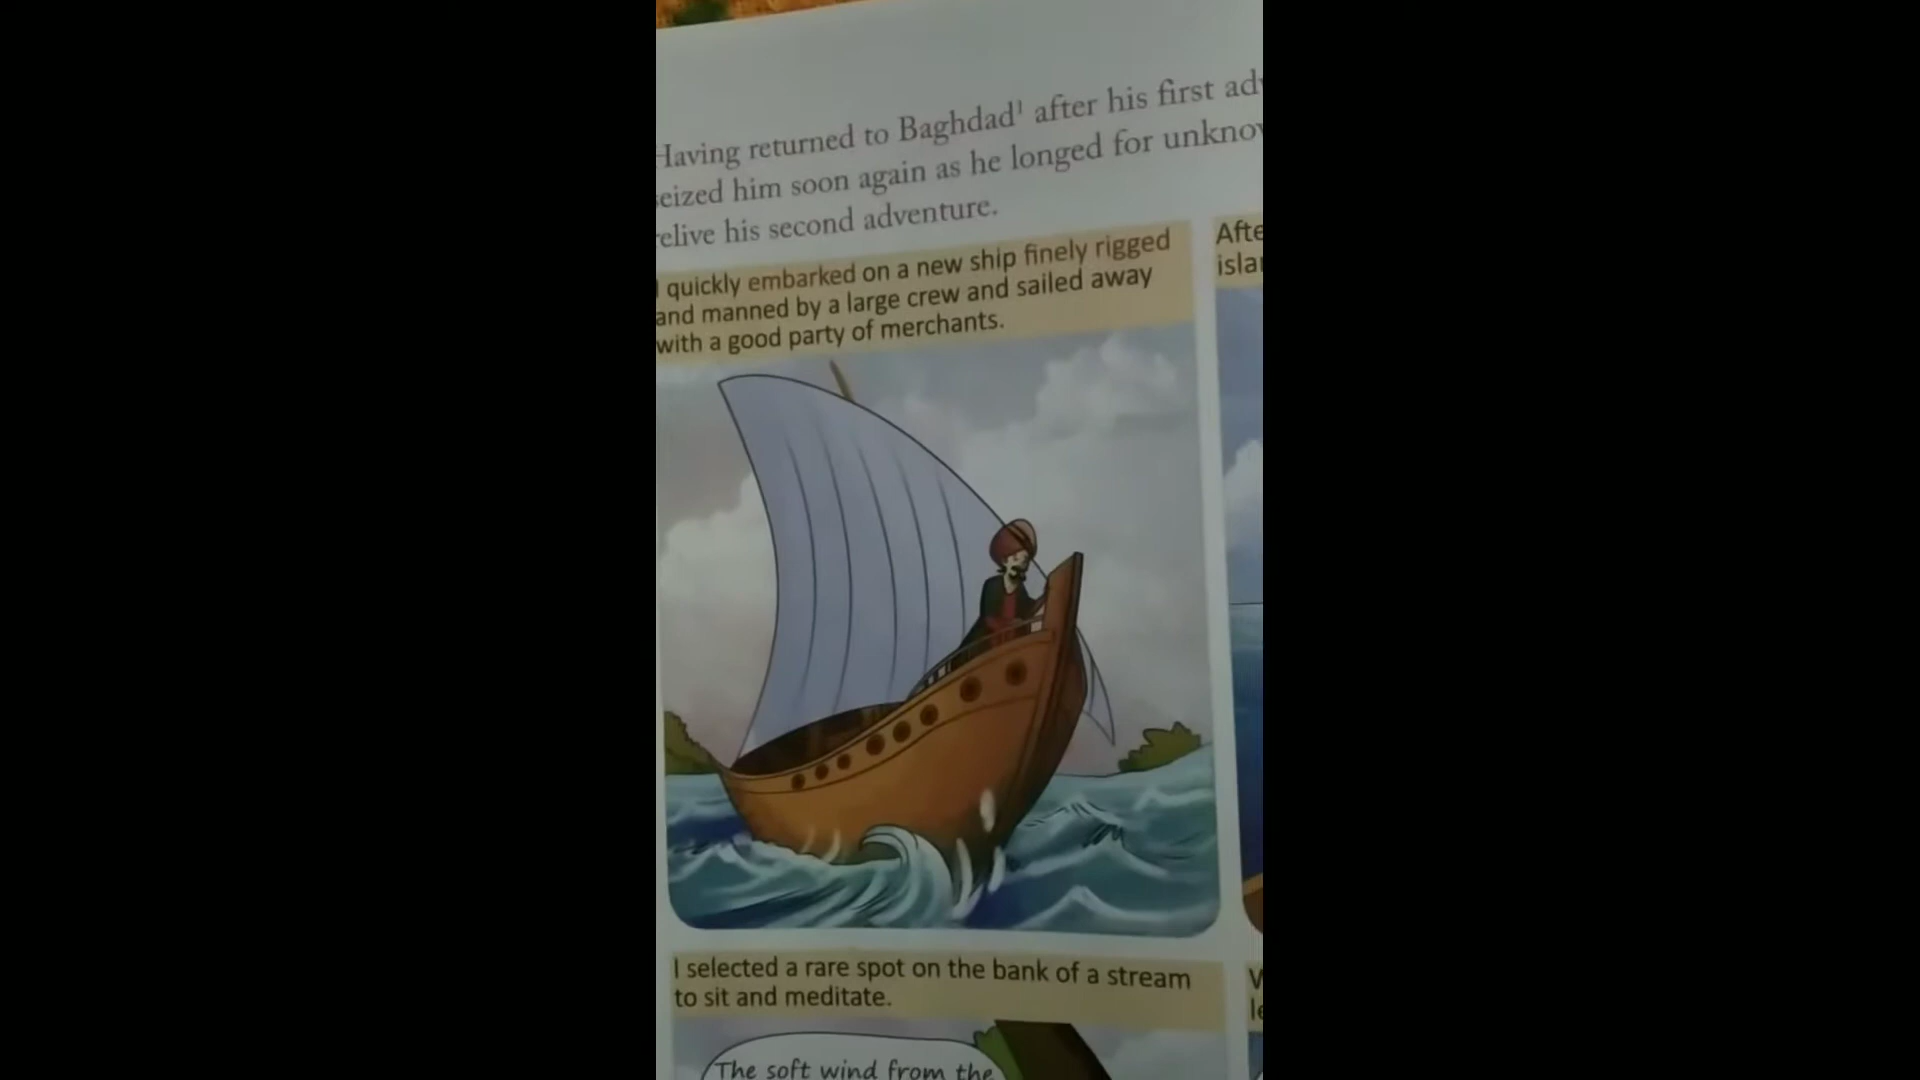 Having returned to Baghdad¹ after his first
seized him soon again as he longed for
relive his second adventure.
I quickly embarked on a new ship finely rigged
and manned by a large crew and sailed away
with a good party of merchants.
I selected a rare spot on the bank of a stream
to sit and meditate.
The soft wind from the